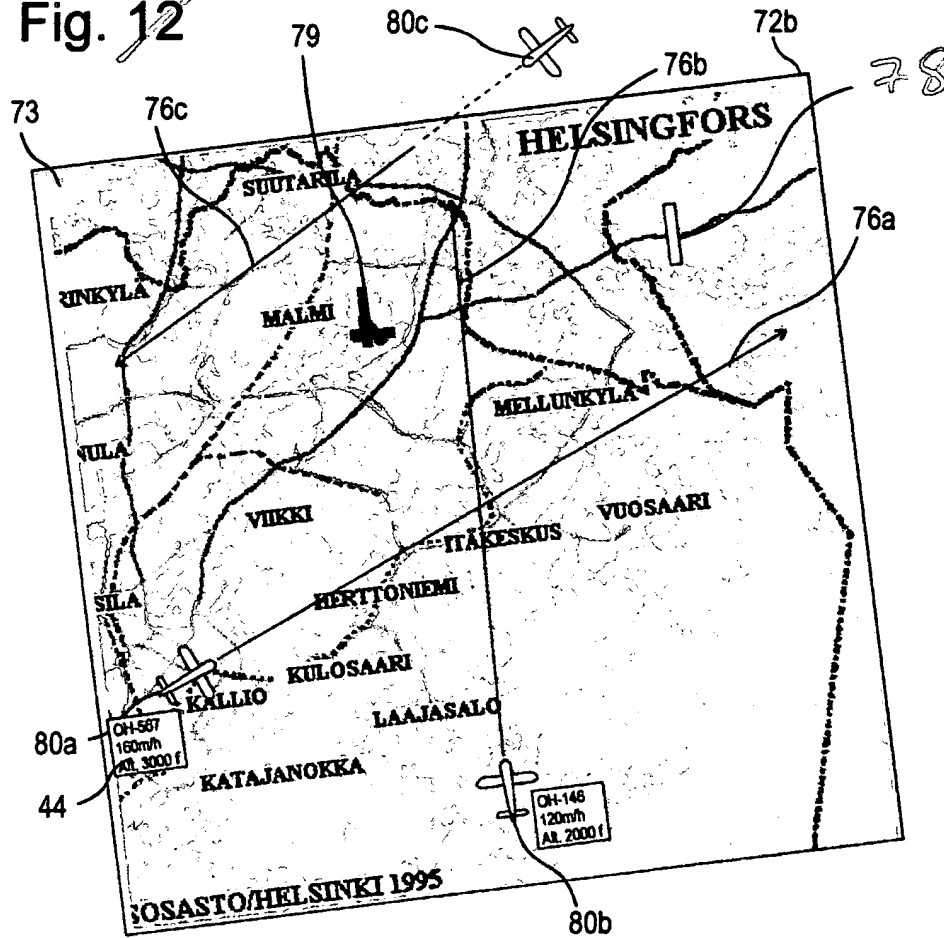 Fig. 12
79
80c
72b
78
73
76c
76b
HELSINGFORS
SUUTARILA
76a
RINKYLA
MALMI
MELLUNKYLA
NULA
VIIKKI
VUOSAARI
ITÄKESKUS
SILA
HERTTONIEMI
KULOSAARI
KALLIO
LAAJASALO
80a
OH-567
160m/h
Alt. 3000 f
KATAJANOKKA
44
OH-146
120m/h
Alt. 2000 f
SOSASTO/HELSINKI 1995
80b